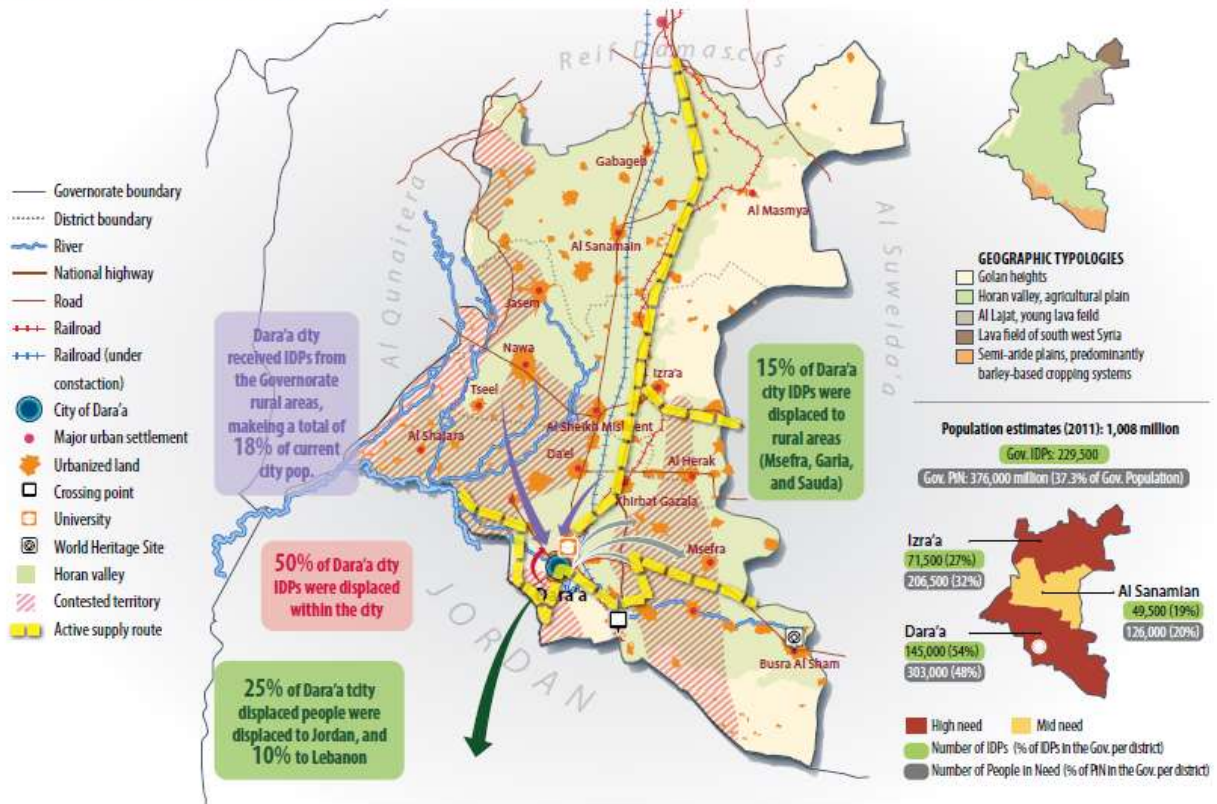 Reif Damascus
Al Qunaitera
Al Suweida'a
JORDAN
Governorate boundary
District boundary
River
National highway
Road
Railroad
Railroad (under
constaction)
City of Dara'a
Major urban settlement
Urbanized land
Crossing point
University
World Heritage Site
Horan valley
Contested territory
Active supply route
Dara'a city
received IDPs from
the Governorate
rural areas,
makeing a total of
18% of current
city pop.
50% of Dara'a city
IDPs were displaced
within the city
25% of Dara'a tcity
displaced people were
displaced to Jordan, and
10% to Lebanon
15% of Dara'a
city IDPs were
displaced to
rural areas
(Msefra, Garia,
and Sauda)
Gabageb
Al Masmya
Al Sanamain
Jasem
Nawa
Izra'a
Tseel
Al Shajara
Al Sheikh Miskient
Da'el
Al Herak
Khirbat Gazala
Msefra
Dara'a
Busra Al Sham
GEOGRAPHIC TYPOLOGIES
Golan heights
Horan valley, agricultural plain
Al Lajat, young lava feild
Lava field of south west Syria
Semi-aride plains, predominantly
barley-based cropping systems
Population estimates (2011): 1,008 million
Gov. IDPs: 229,500
Gov. PiN: 376,000 million (37.3% of Gov. Population)
Izra'a
71,500 (27%)
206,500 (32%)
Al Sanamian
49,500 (19%)
126,000 (20%)
Dara'a
145,000 (54%)
303,000 (48%)
High need
Mid need
Number of IDPs (% of IDPs in the Gov. per district)
Number of People in Need (% of PiN in the Gov. per district)